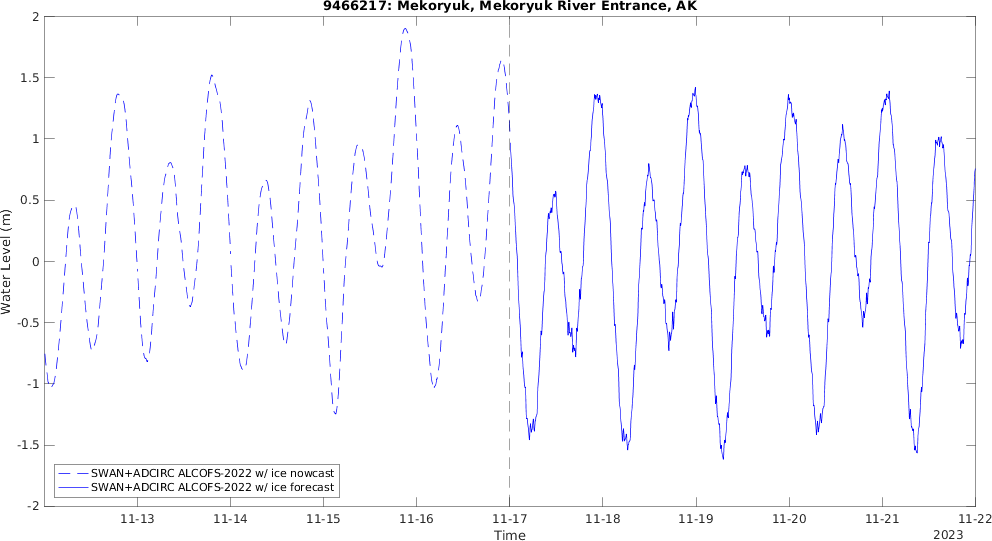 9466217: Mekoryuk, Mekoryuk River Entrance, AK
2
1.5
1
0.5
0
-0.5
-1
-1.5
-2
Water Level (m)
SWAN+ADCIRC ALCOFS-2022 w/ ice nowcast
SWAN+ADCIRC ALCOFS-2022 w/ ice forecast
11-13 11-14 11-15 11-16 11-17 11-18 11-19 11-20 11-21 11-22
Time
2023